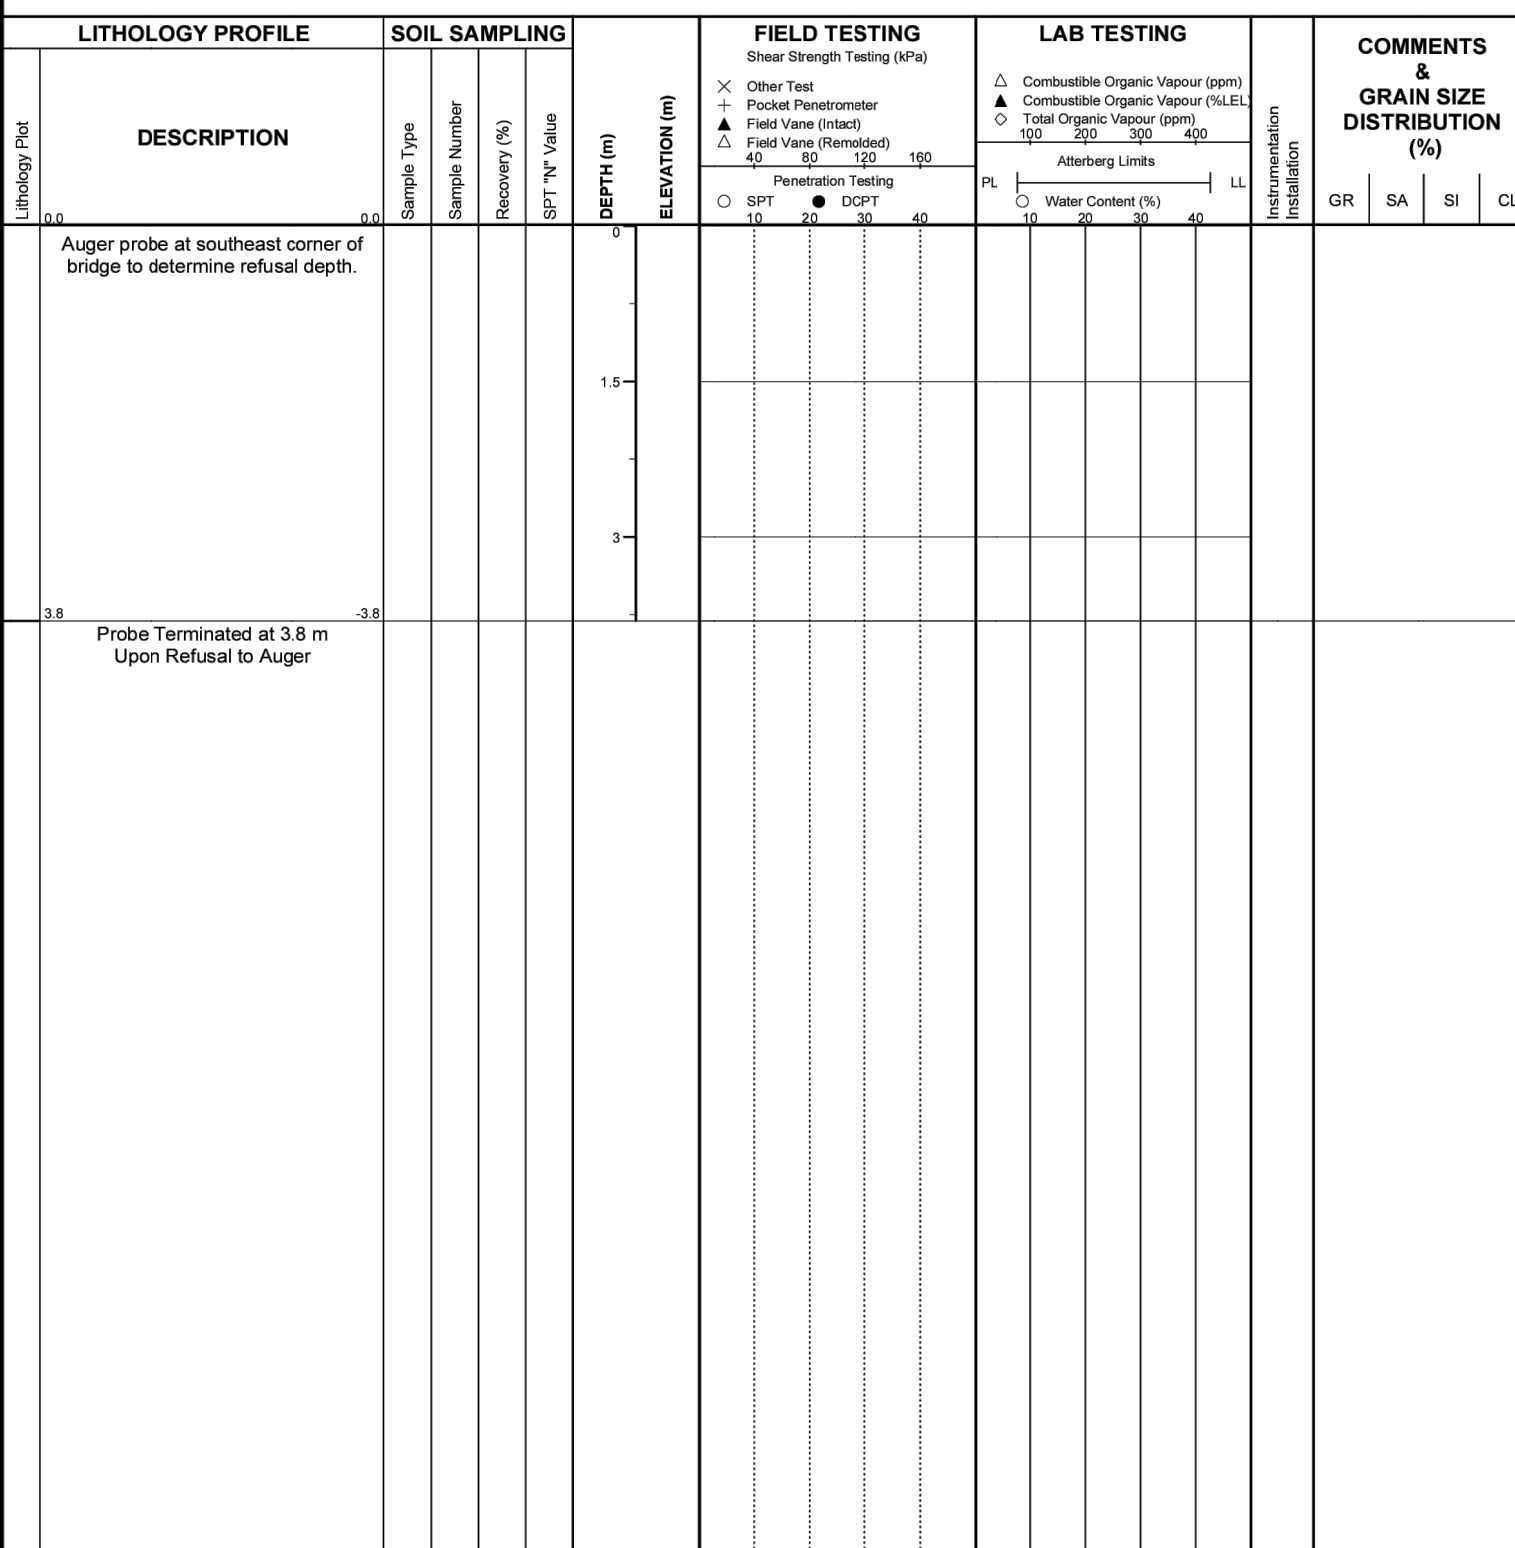 LITHOLOGY PROFILE
SOIL SAMPLING
FIELD TESTING
LAB TESTING
COMMENTS
&
GRAIN SIZE
DISTRIBUTION
(%)
Lithology Plot
DESCRIPTION
0.0 0.0
Sample Type
Sample Number
Recovery (%)
SPT "N" Value
DEPTH (m)
ELEVATION (m)
Shear Strength Testing (kPa)
Other Test
Pocket Penetrometer
Field Vane (Intact)
Field Vane (Remolded)
40 80 120 160
Penetration Testing
SPT DCPT
10 20 30 40
Combustible Organic Vapour (ppm)
Combustible Organic Vapour (%LEL)
Total Organic Vapour (ppm)
100 200 300 400
Atterberg Limits
PL LL
Water Content (%)
10 20 30 40
Instrumentation
Installation
GR SA SI CL
Auger probe at southeast corner of
bridge to determine refusal depth.
0
1.5
3
3.8 -3.8
Probe Terminated at 3.8 m
Upon Refusal to Auger